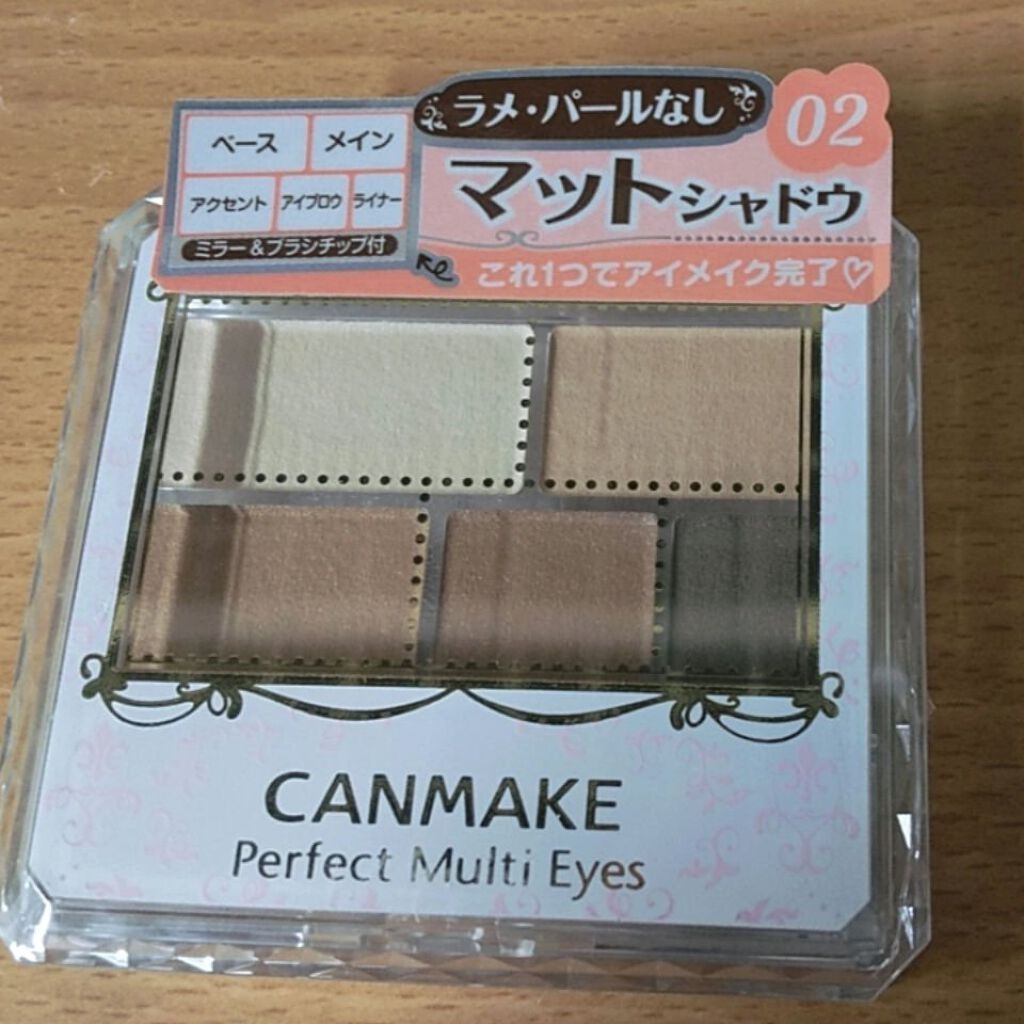 ラメ・パールなし
02
マットシャドウ
これ1つでアイメイク完了♡
ベース メイン
アクセント アイブロウ ライナー
ミラー&ブラシチップ付
CANMAKE
Perfect Multi Eyes